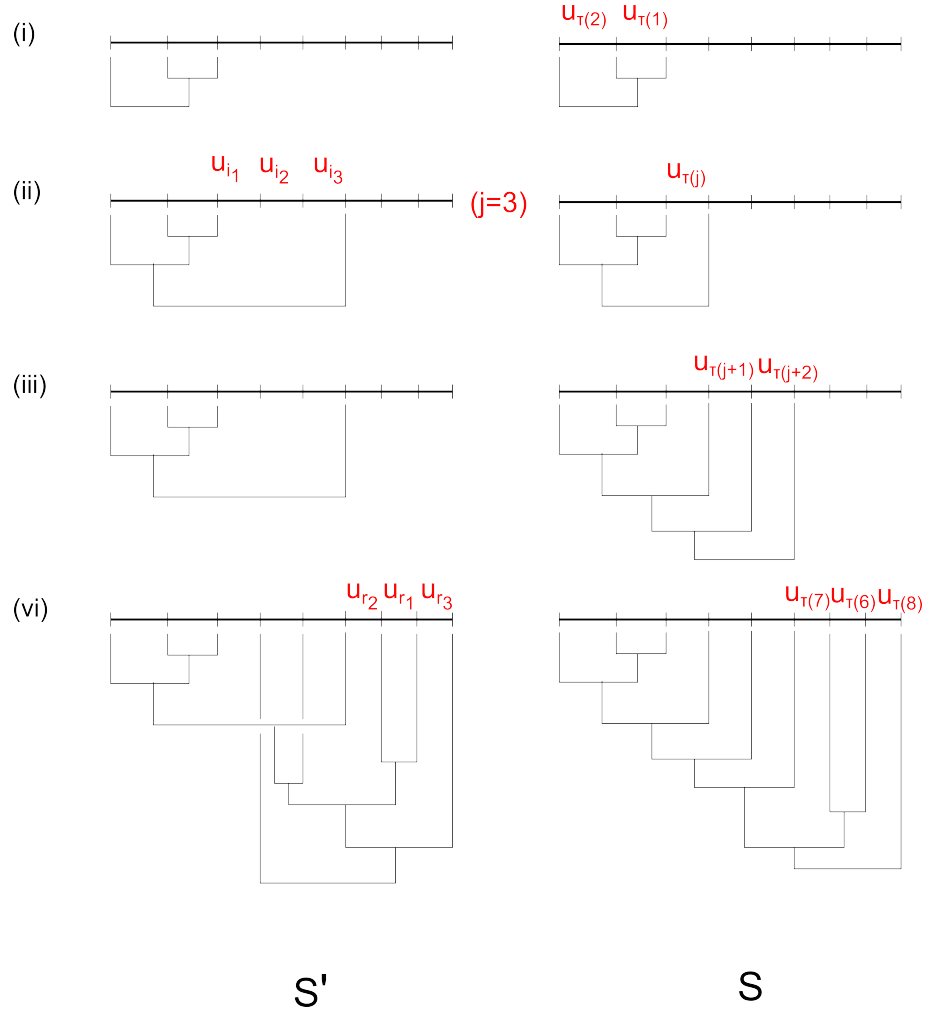 (i) u_τ(2) u_τ(1)
(ii) u_i₁ u_i₂ u_i₃ (j=3) u_τ(j)
(iii) u_τ(j+1) u_τ(j+2)
(vi) u_r₂ u_r₁ u_r₃ u_τ(7) u_τ(6) u_τ(8)
S' S